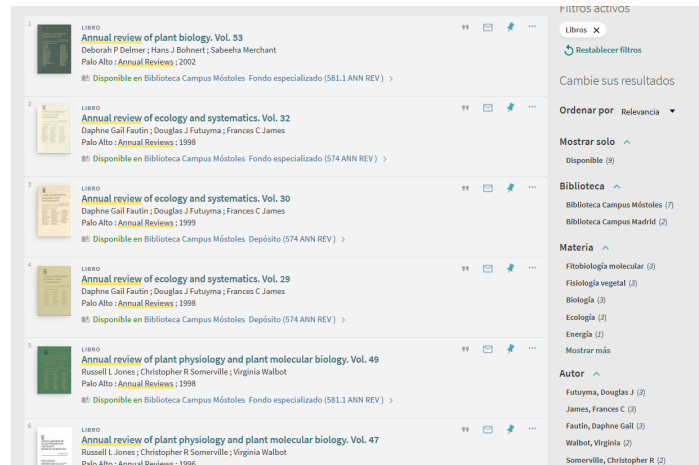 1
LIBRO
Annual review of plant biology. Vol. 53
Deborah P Delmer ; Hans J Bohnert ; Sabeeha Merchant
Palo Alto : Annual Reviews ; 2002
Disponible en Biblioteca Campus Móstoles Fondo especializado (581.1 ANN REV )
2
LIBRO
Annual review of ecology and systematics. Vol. 32
Daphne Gail Fautin ; Douglas J Futuyma ; Frances C James
Palo Alto : Annual Reviews ; 1998
Disponible en Biblioteca Campus Móstoles Fondo especializado (574 ANN REV )
3
LIBRO
Annual review of ecology and systematics. Vol. 30
Daphne Gail Fautin ; Douglas J Futuyma ; Frances C James
Palo Alto : Annual Reviews ; 1999
Disponible en Biblioteca Campus Móstoles Depósito (574 ANN REV )
4
LIBRO
Annual review of ecology and systematics. Vol. 29
Daphne Gail Fautin ; Douglas J Futuyma ; Frances C James
Palo Alto : Annual Reviews ; 1998
Disponible en Biblioteca Campus Móstoles Depósito (574 ANN REV )
5
LIBRO
Annual review of plant physiology and plant molecular biology. Vol. 49
Russell L Jones ; Christopher R Somerville ; Virginia Walbot
Palo Alto : Annual Reviews ; 1998
Disponible en Biblioteca Campus Móstoles Fondo especializado (581.1 ANN REV )
6
LIBRO
Annual review of plant physiology and plant molecular biology. Vol. 47
Russell L Jones ; Christopher R Somerville ; Virginia Walbot
Palo Alto : Annual Reviews ; 1996
Filtros activos
Libros
Restablecer filtros
Cambie sus resultados
Ordenar por Relevancia
Mostrar solo
Disponible (9)
Biblioteca
Biblioteca Campus Móstoles (7)
Biblioteca Campus Madrid (2)
Materia
Fitobiología molecular (3)
Fisiología vegetal (3)
Biología (3)
Ecología (3)
Energía (1)
Mostrar más
Autor
Futuyma, Douglas J (3)
James, Frances C (3)
Fautin, Daphne Gail (3)
Walbot, Virginia (2)
Somerville, Christopher R (2)